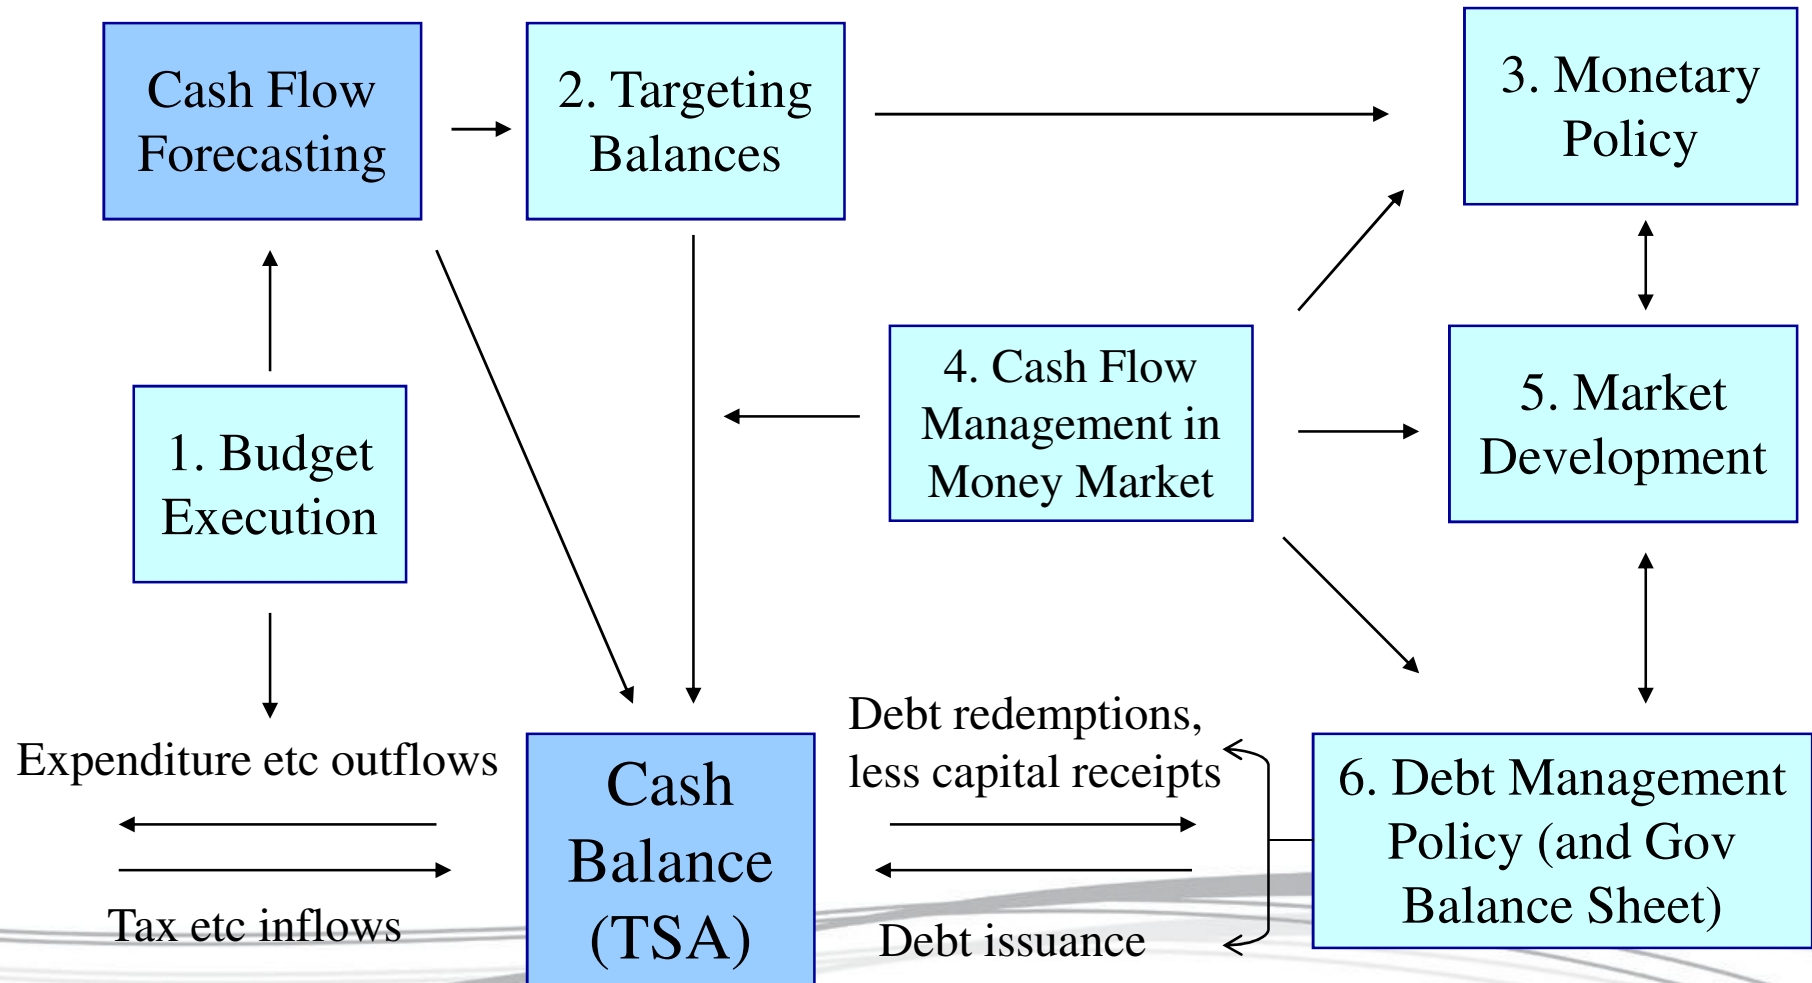 Cash Flow
Forecasting
2. Targeting
Balances
3. Monetary
Policy
1. Budget
Execution
4. Cash Flow
Management in
Money Market
5. Market
Development
Expenditure etc outflows
Tax etc inflows
Cash
Balance
(TSA)
Debt redemptions,
less capital receipts
Debt issuance
6. Debt Management
Policy (and Gov
Balance Sheet)